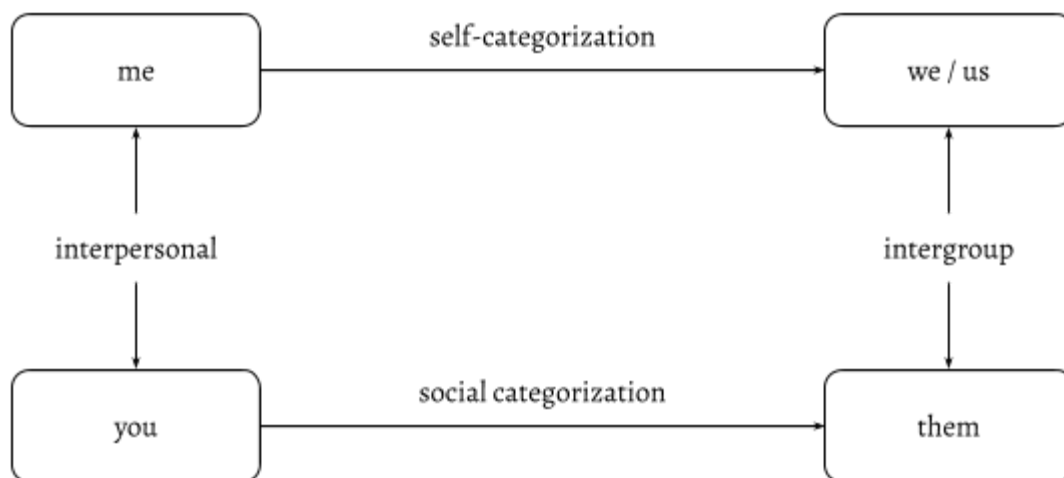 self-categorization
me
we / us
interpersonal
intergroup
social categorization
you
them